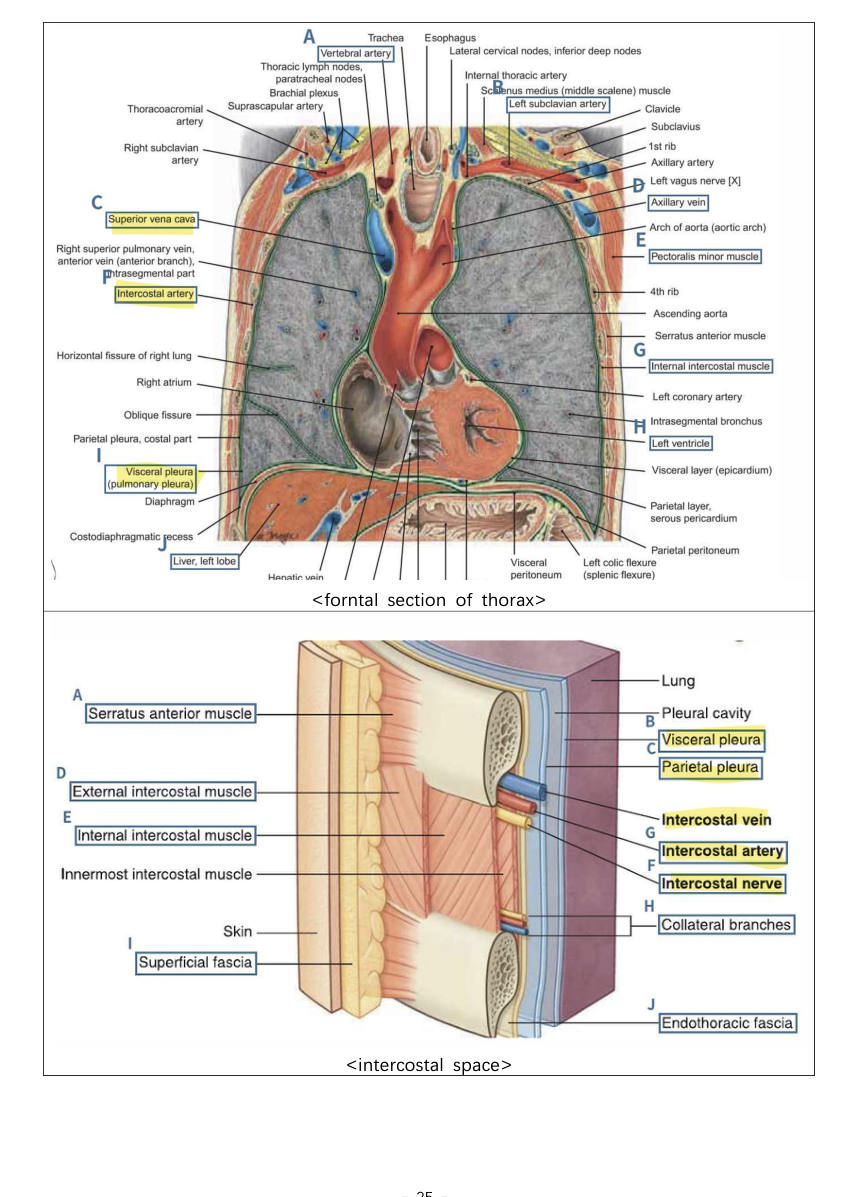 A
Trachea
Esophagus
Vertebral artery
Lateral cervical nodes, inferior deep nodes
Thoracic lymph nodes,
paratracheal nodes
Internal thoracic artery
Brachial plexus
Scalenus medius (middle scalene) muscle
B
Suprascapular artery
Left subclavian artery
Thoracoacromial
artery
Clavicle
Subclavius
Right subclavian
artery
1st rib
Axillary artery
D
Left vagus nerve [X]
C
Axillary vein
Superior vena cava
Arch of aorta (aortic arch)
E
Right superior pulmonary vein,
anterior vein (anterior branch),
intrasegmental part
Pectoralis minor muscle
F
Intercostal artery
4th rib
Ascending aorta
Serratus anterior muscle
G
Horizontal fissure of right lung
Internal intercostal muscle
Right atrium
Left coronary artery
Oblique fissure
H
Intrasegmental bronchus
Parietal pleura, costal part
Left ventricle
I
Visceral pleura
(pulmonary pleura)
Visceral layer (epicardium)
Diaphragm
Parietal layer,
serous pericardium
Costodiaphragmatic recess
J
Parietal peritoneum
Liver, left lobe
Visceral
peritoneum
Left colic flexure
(splenic flexure)
Hepatic vein
<forntal section of thorax>
Lung
A
Serratus anterior muscle
Pleural cavity
B
Visceral pleura
C
Parietal pleura
D
External intercostal muscle
E
Intercostal vein
Internal intercostal muscle
G
Intercostal artery
F
Innermost intercostal muscle
Intercostal nerve
H
Collateral branches
Skin
I
Superficial fascia
J
Endothoracic fascia
<intercostal space>
- 25 -